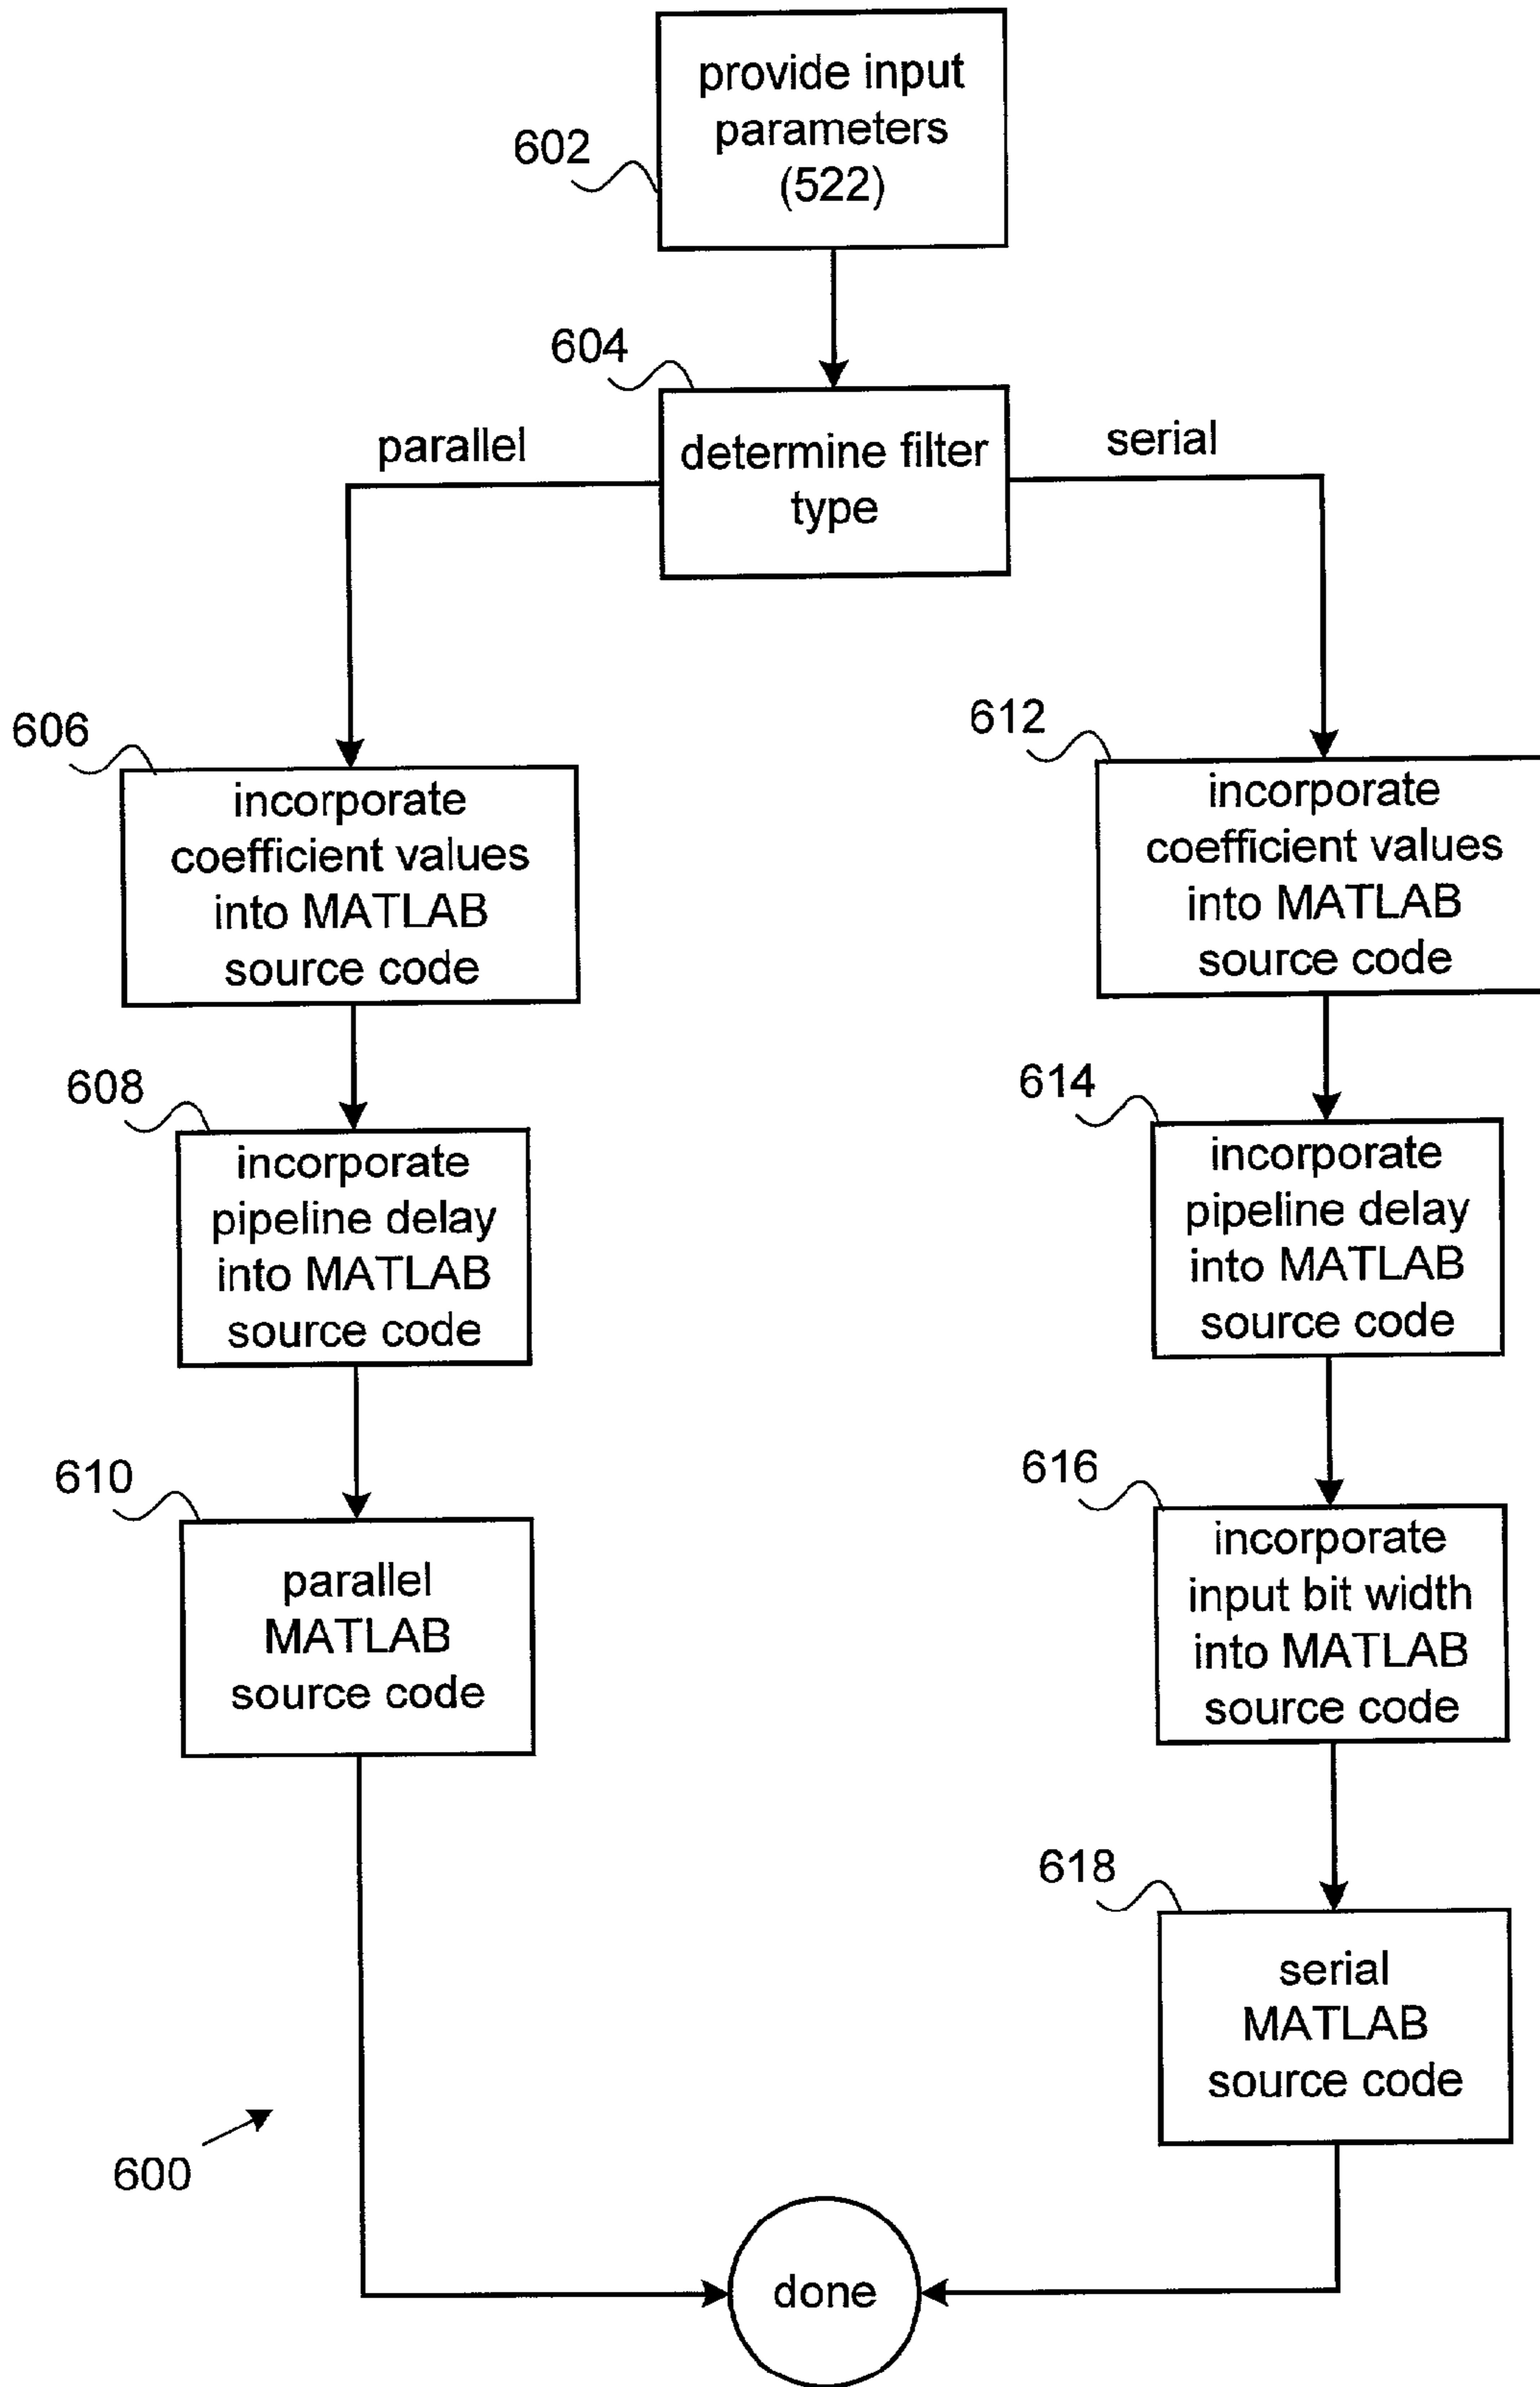 provide input
parameters
(522)
602
604
determine filter
type
parallel
serial
606
incorporate
coefficient values
into MATLAB
source code
608
incorporate
pipeline delay
into MATLAB
source code
610
parallel
MATLAB
source code
612
incorporate
coefficient values
into MATLAB
source code
614
incorporate
pipeline delay
into MATLAB
source code
616
incorporate
input bit width
into MATLAB
source code
618
serial
MATLAB
source code
600
done